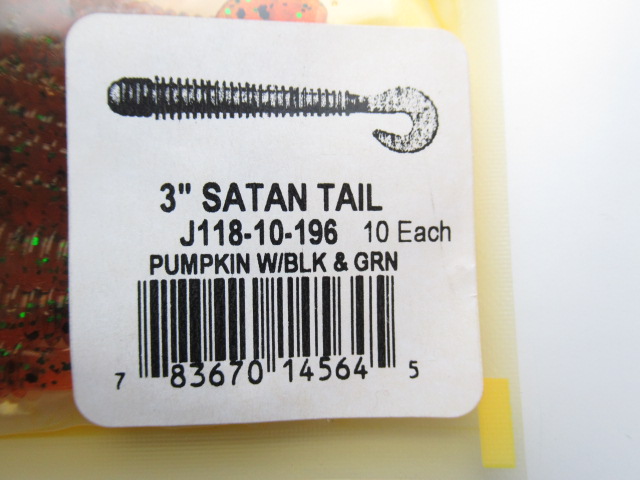 3" SATAN TAIL
J118-10-196 10 Each
PUMPKIN W/BLK & GRN
7 83670 14564 5